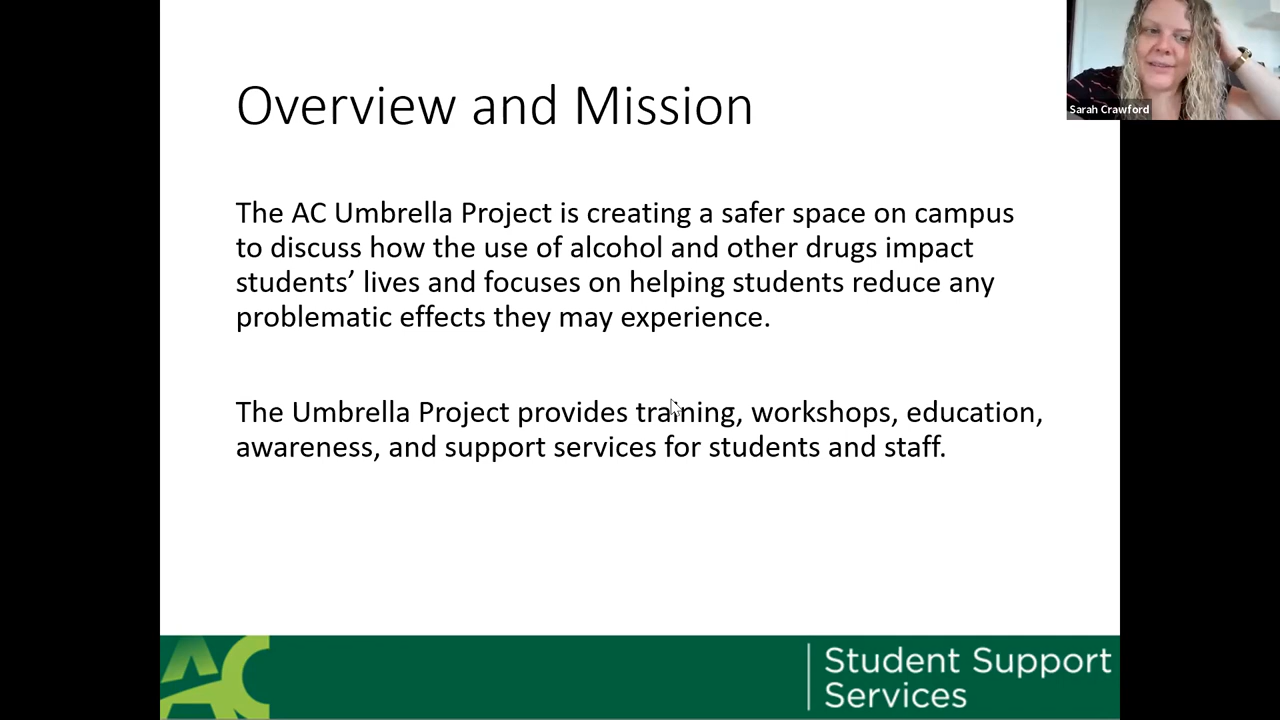 Overview and Mission
Sarah Crawford
The AC Umbrella Project is creating a safer space on campus
to discuss how the use of alcohol and other drugs impact
students’ lives and focuses on helping students reduce any
problematic effects they may experience.
The Umbrella Project provides training, workshops, education,
awareness, and support services for students and staff.
AC
Student Support
Services